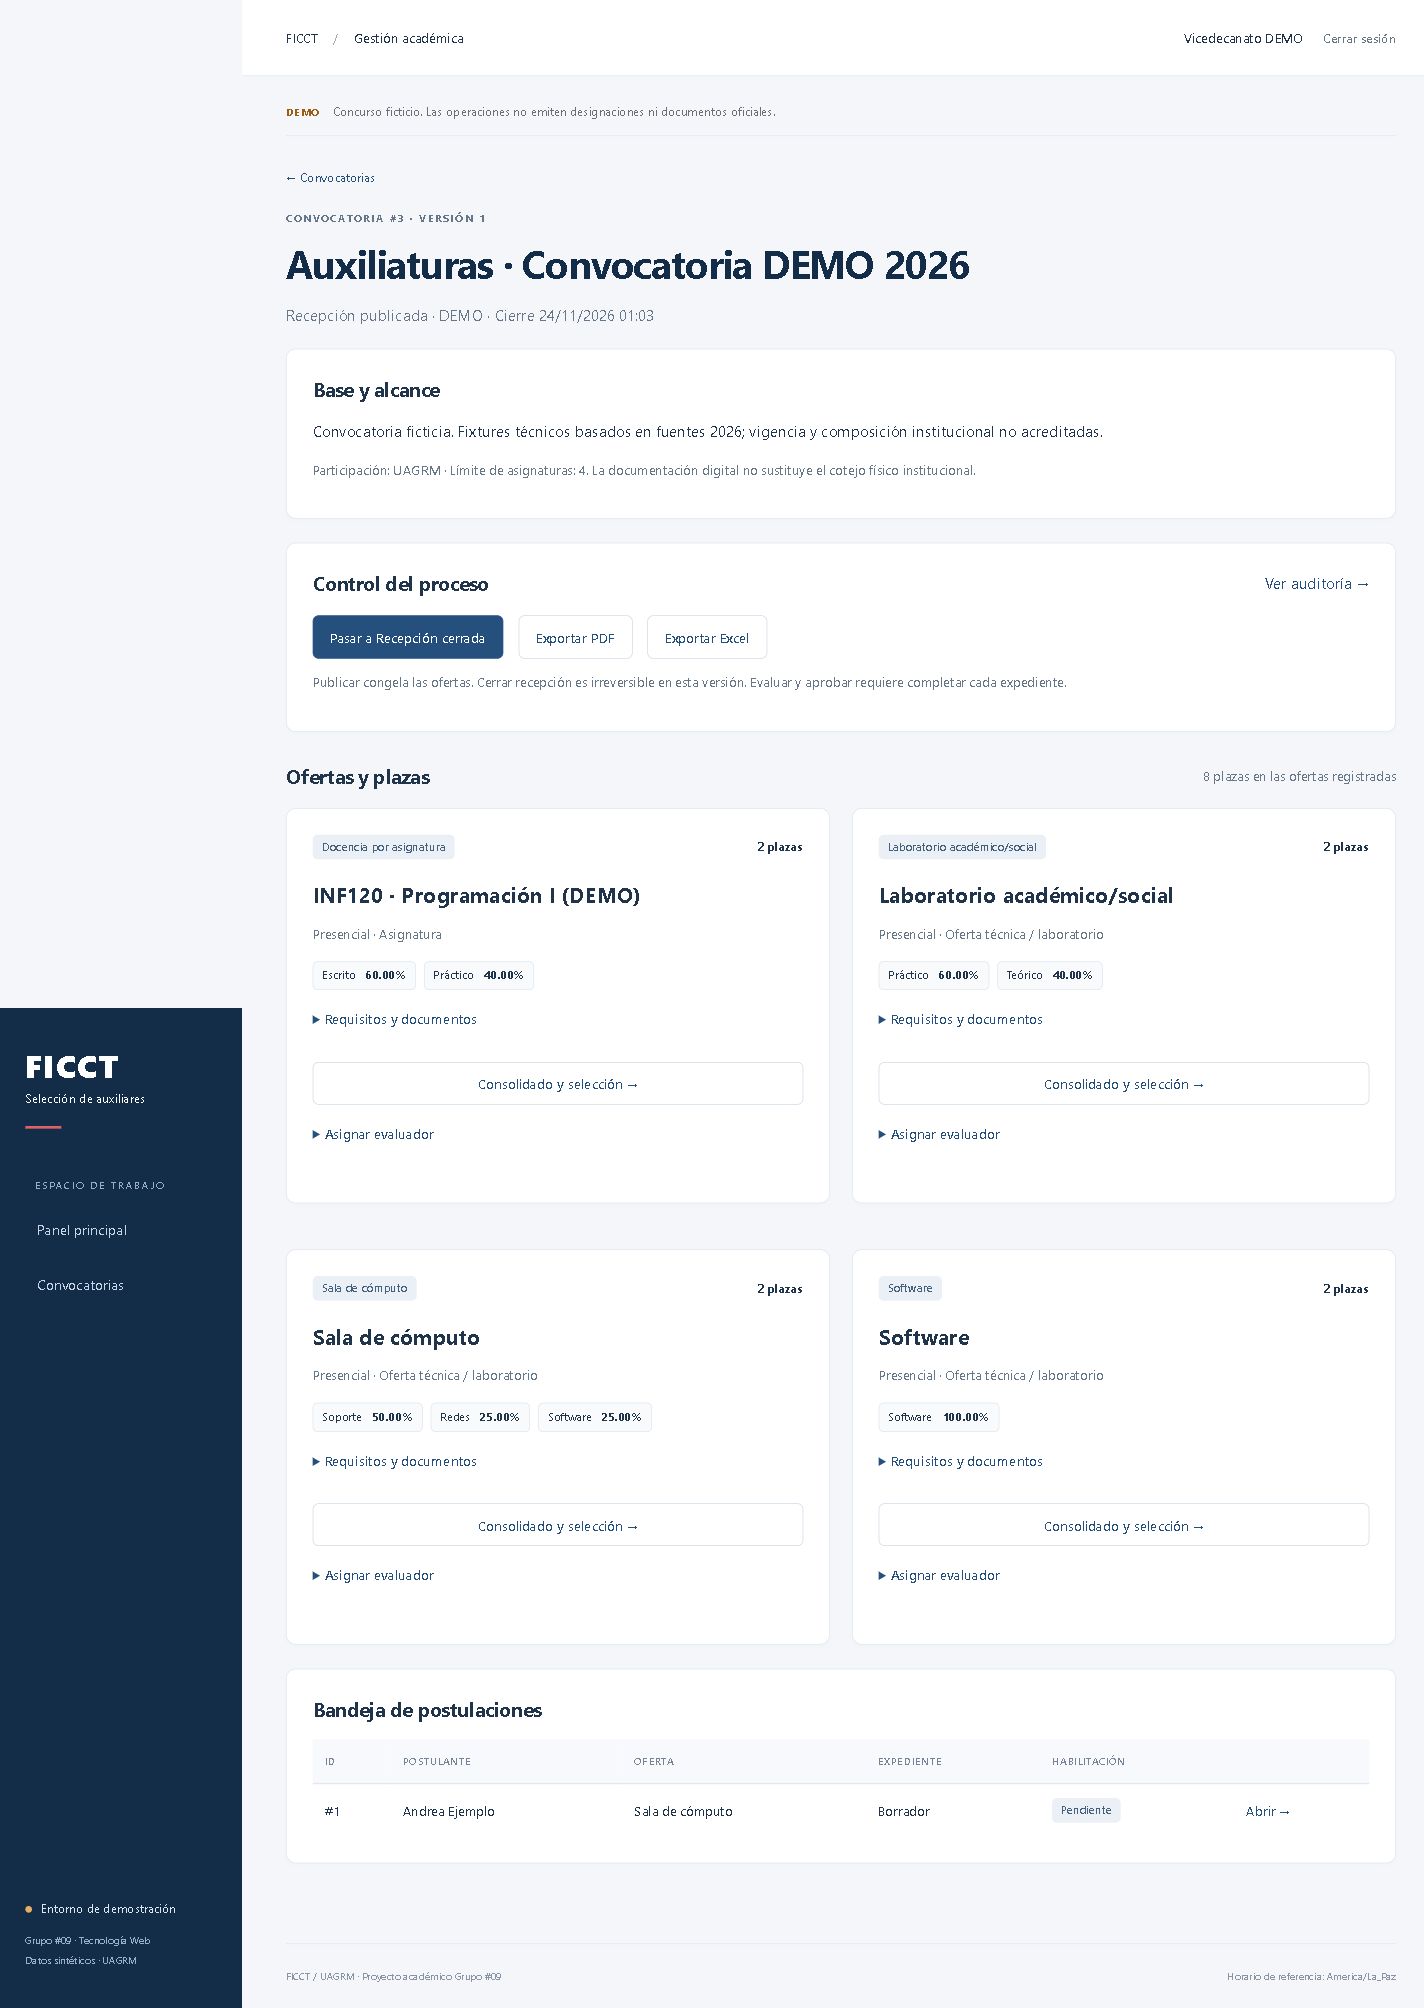 FICCT / Gestión académica
Vicedecanato DEMO Cerrar sesión
DEMO Concurso ficticio. Las operaciones no emiten designaciones ni documentos oficiales.
← Convocatorias
CONVOCATORIA #3 · VERSIÓN 1
Auxiliaturas · Convocatoria DEMO 2026
Recepción publicada · DEMO · Cierre 24/11/2026 01:03
Base y alcance
Convocatoria ficticia. Fixtures técnicos basados en fuentes 2026; vigencia y composición institucional no acreditadas.
Participación: UAGRM · Límite de asignaturas: 4. La documentación digital no sustituye el cotejo físico institucional.
Control del proceso
Ver auditoría →
Pasar a Recepción cerrada
Exportar PDF
Exportar Excel
Publicar congela las ofertas. Cerrar recepción es irreversible en esta versión. Evaluar y aprobar requiere completar cada expediente.
Ofertas y plazas
8 plazas en las ofertas registradas
Docencia por asignatura
2 plazas
INF120 · Programación I (DEMO)
Presencial · Asignatura
Escrito 60.00%
Práctico 40.00%
▶ Requisitos y documentos
Consolidado y selección →
▶ Asignar evaluador
Laboratorio académico/social
2 plazas
Laboratorio académico/social
Presencial · Oferta técnica / laboratorio
Práctico 60.00%
Teórico 40.00%
▶ Requisitos y documentos
Consolidado y selección →
▶ Asignar evaluador
Sala de cómputo
2 plazas
Sala de cómputo
Presencial · Oferta técnica / laboratorio
Soporte 50.00%
Redes 25.00%
Software 25.00%
▶ Requisitos y documentos
Consolidado y selección →
▶ Asignar evaluador
Software
2 plazas
Software
Presencial · Oferta técnica / laboratorio
Software 100.00%
▶ Requisitos y documentos
Consolidado y selección →
▶ Asignar evaluador
Bandeja de postulaciones
ID POSTULANTE OFERTA EXPEDIENTE HABILITACIÓN
#1 Andrea Ejemplo Sala de cómputo Borrador Pendiente Abrir →
FICCT / UAGRM · Proyecto académico Grupo #09
Horario de referencia: America/La_Paz
FICCT
Selección de auxiliares
ESPACIO DE TRABAJO
Panel principal
Convocatorias
Entorno de demostración
Grupo #09 · Tecnología Web
Datos sintéticos · UAGRM